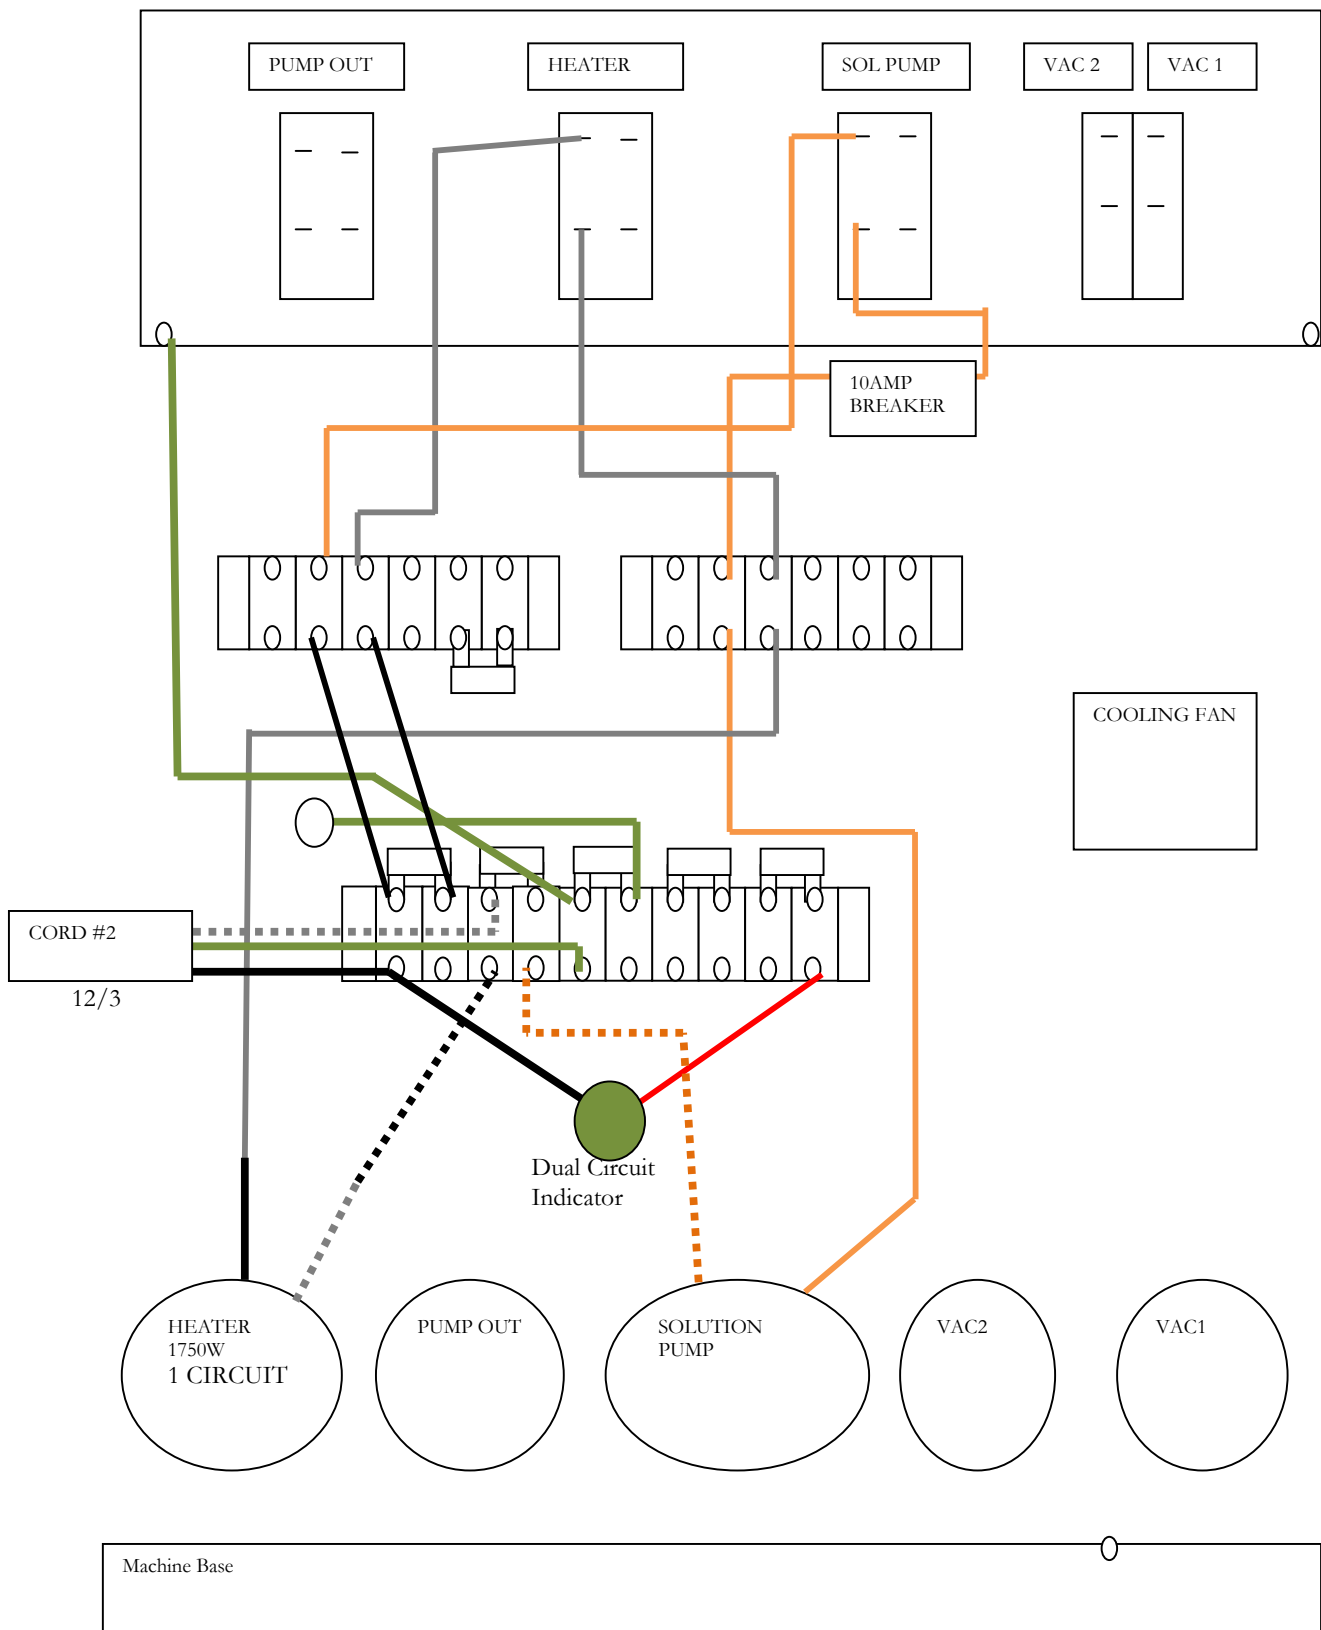 PUMP OUT
HEATER
SOL PUMP
VAC 2
VAC 1
10AMP
BREAKER
COOLING FAN
CORD #2
12/3
Dual Circuit
Indicator
HEATER
1750W
1 CIRCUIT
PUMP OUT
SOLUTION
PUMP
VAC2
VAC1
Machine Base